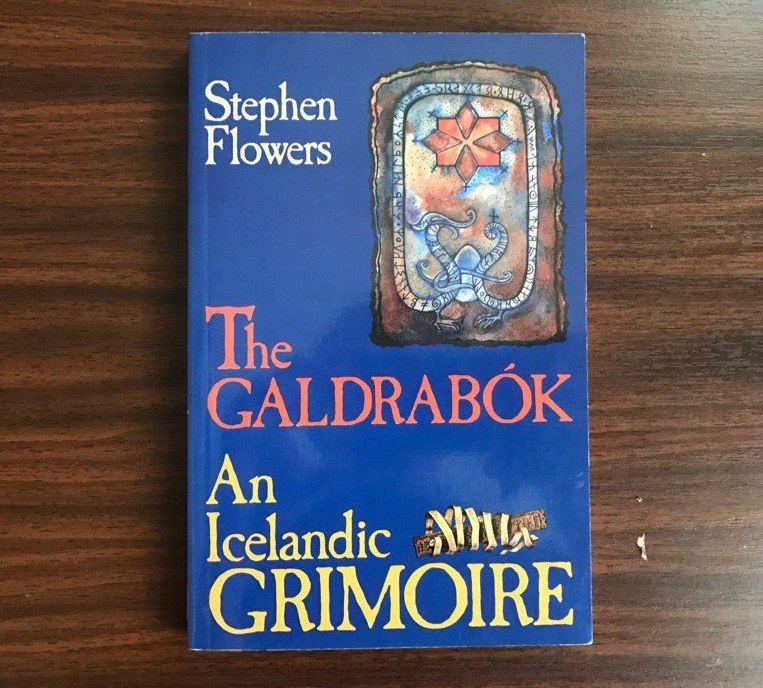 Stephen
Flowers
The
GALDRABÓK
An
Icelandic
GRIMOIRE